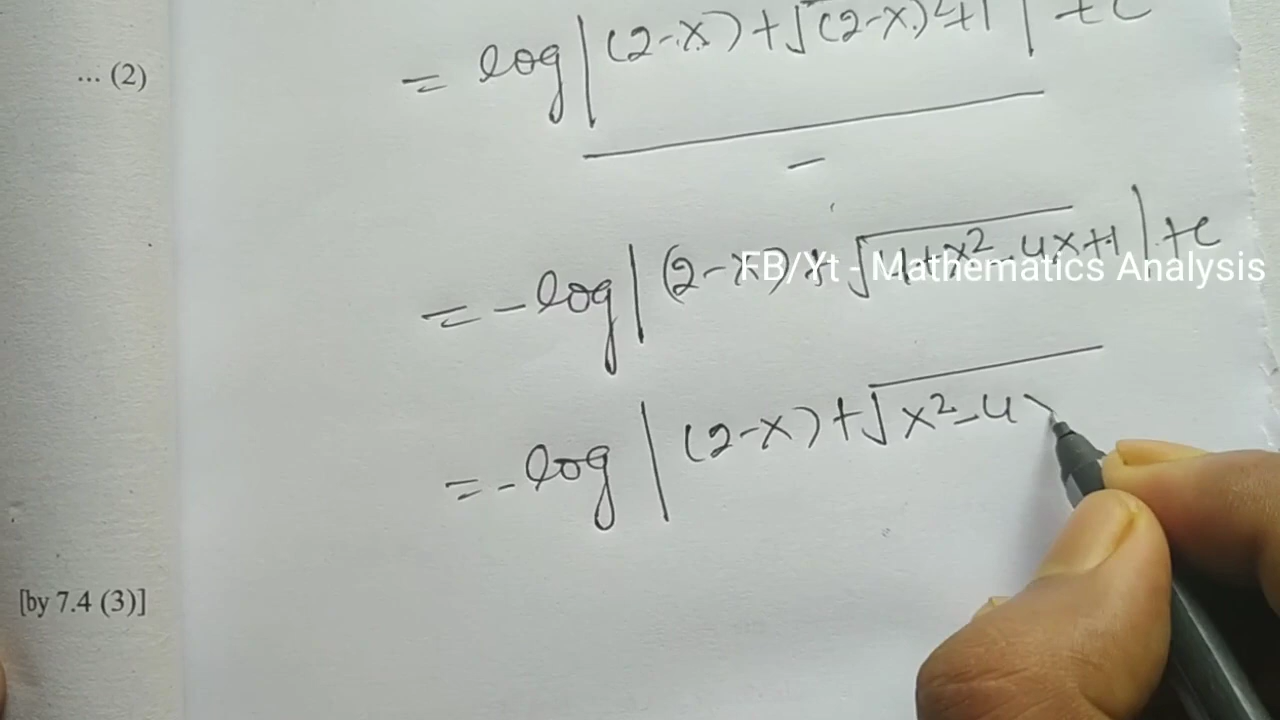 = log|(2-x)+√(2-x)²+1|+c
... (2)
-
= -log|(2-x)+√4+x²-4x+1|+c
FB/Yt - Mathematics Analysis
= -log|(2-x)+√x²-4x
[by 7.4 (3)]